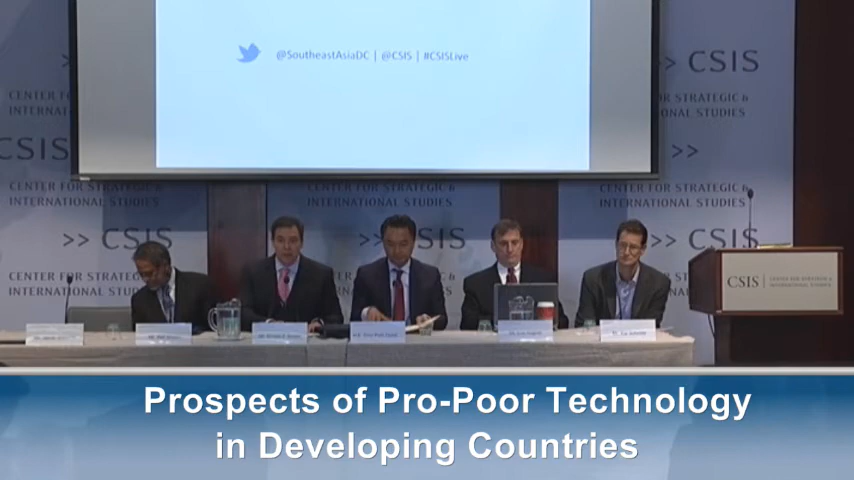 @SoutheastAsiaDC | @CSIS | #CSISLive
>> CSIS
CENTER FOR STRATEGIC &
INTERNATIONAL
R STRATEGIC &
ONAL STUDIES
CSIS
>>
CENTER FOR STRATEGIC &
INTERNATIONAL STUDIES
CENTER FOR STRATEGIC &
INTERNATIONAL STUDIES
CENTER FOR STRATEGIC &
INTERNATIONAL STUDIES
>> CSIS
>> CSIS
>> CSIS
CENTER FOR STRATEGIC
INTERNATIONAL STUDIES
CSIS | CENTER FOR STRATEGIC &
INTERNATIONAL STUDIES
Prospects of Pro-Poor Technology
in Developing Countries